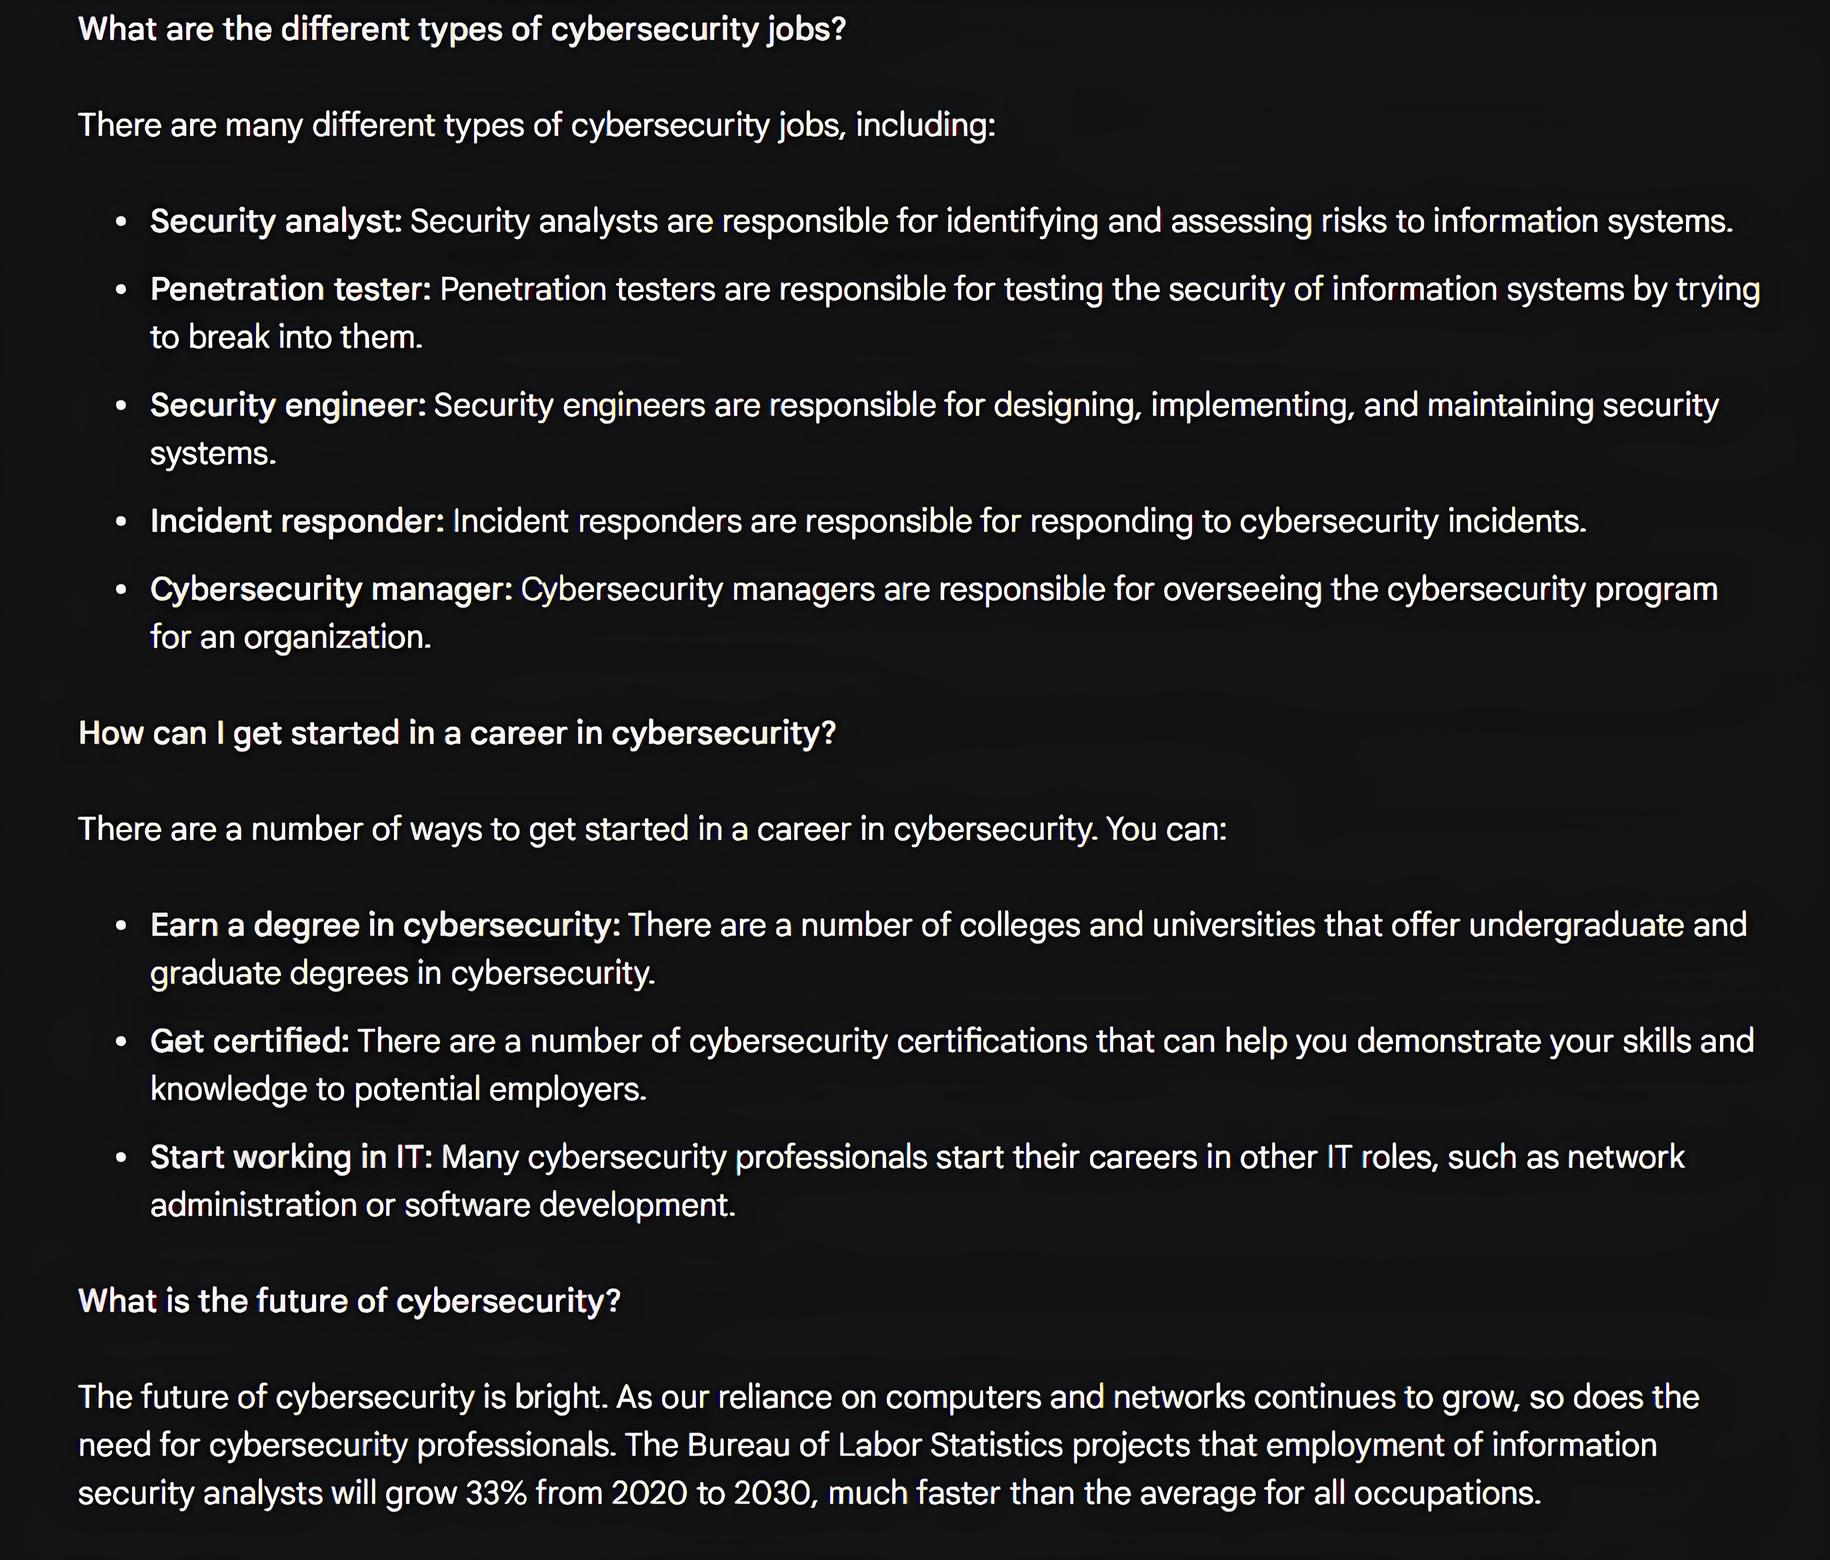 What are the different types of cybersecurity jobs?
There are many different types of cybersecurity jobs, including:
• Security analyst: Security analysts are responsible for identifying and assessing risks to information systems.
• Penetration tester: Penetration testers are responsible for testing the security of information systems by trying
to break into them.
• Security engineer: Security engineers are responsible for designing, implementing, and maintaining security
systems.
• Incident responder: Incident responders are responsible for responding to cybersecurity incidents.
• Cybersecurity manager: Cybersecurity managers are responsible for overseeing the cybersecurity program
for an organization.
How can I get started in a career in cybersecurity?
There are a number of ways to get started in a career in cybersecurity. You can:
• Earn a degree in cybersecurity: There are a number of colleges and universities that offer undergraduate and
graduate degrees in cybersecurity.
• Get certified: There are a number of cybersecurity certifications that can help you demonstrate your skills and
knowledge to potential employers.
• Start working in IT: Many cybersecurity professionals start their careers in other IT roles, such as network
administration or software development.
What is the future of cybersecurity?
The future of cybersecurity is bright. As our reliance on computers and networks continues to grow, so does the
need for cybersecurity professionals. The Bureau of Labor Statistics projects that employment of information
security analysts will grow 33% from 2020 to 2030, much faster than the average for all occupations.